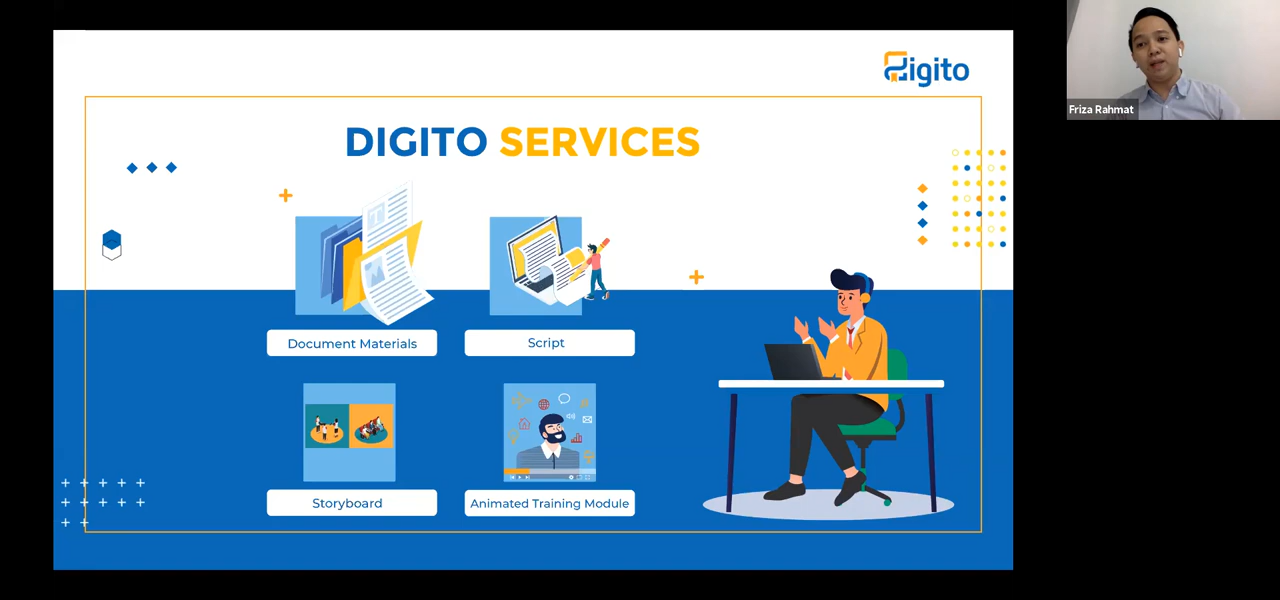 Digito
Friza Rahmat
DIGITO SERVICES
Document Materials
Script
Storyboard
Animated Training Module